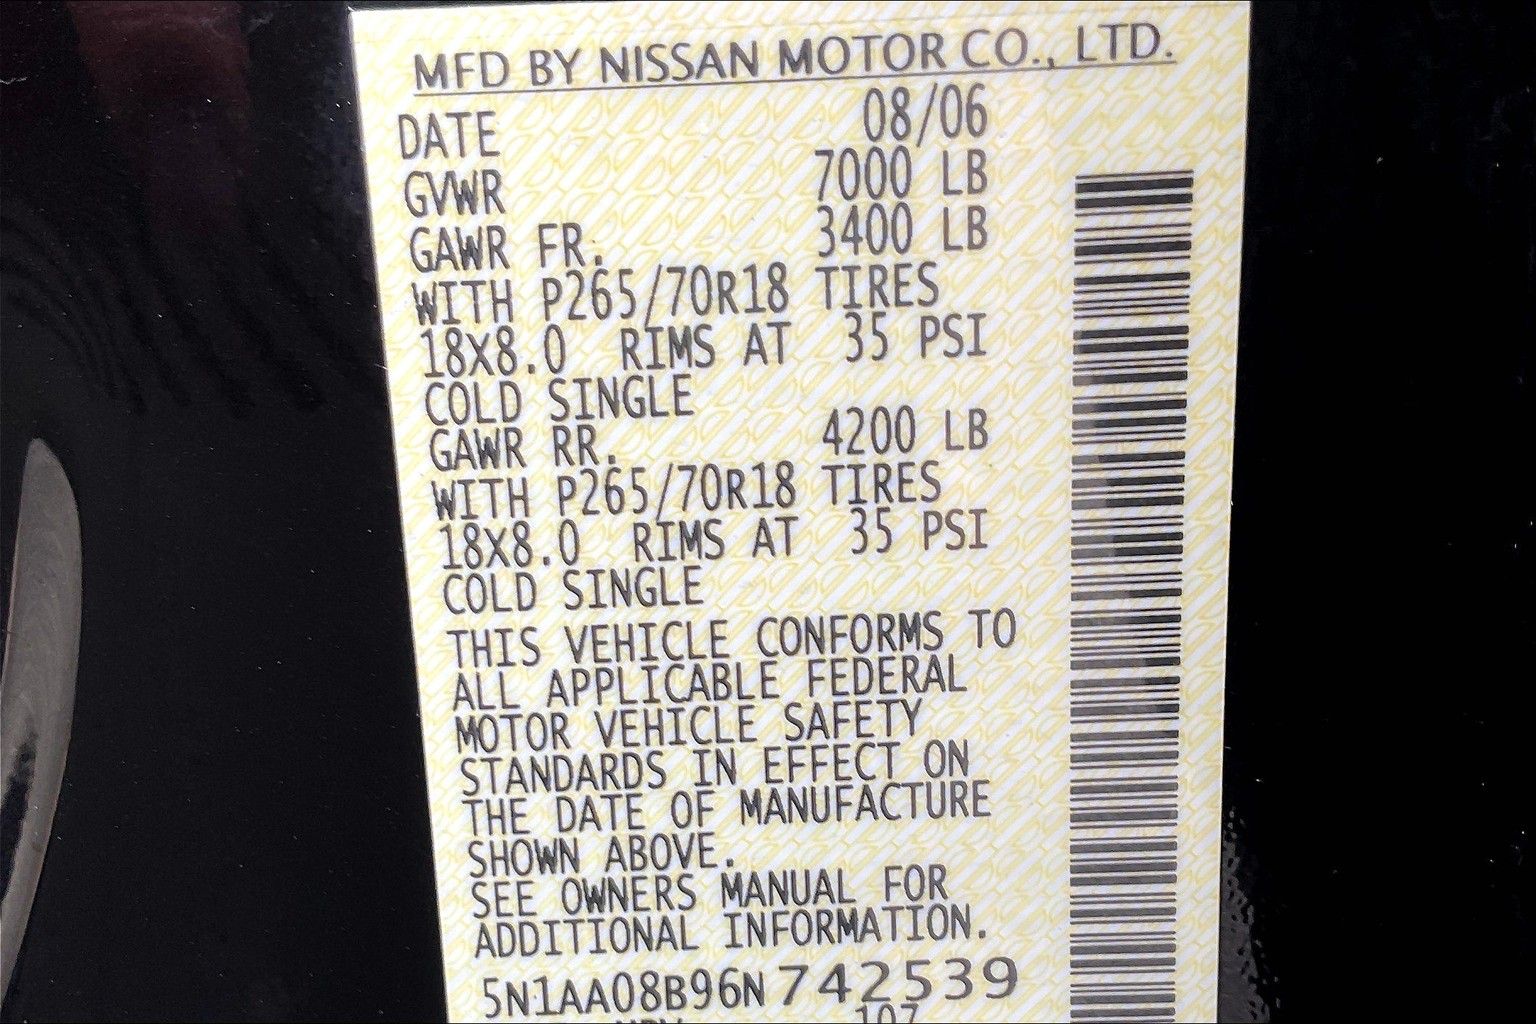 MFD BY NISSAN MOTOR CO., LTD.
DATE 08/06
GVWR 7000 LB
GAWR FR. 3400 LB
WITH P265/70R18 TIRES
18X8.0 RIMS AT 35 PSI
COLD SINGLE
GAWR RR. 4200 LB
WITH P265/70R18 TIRES
18X8.0 RIMS AT 35 PSI
COLD SINGLE
THIS VEHICLE CONFORMS TO
ALL APPLICABLE FEDERAL
MOTOR VEHICLE SAFETY
STANDARDS IN EFFECT ON
THE DATE OF MANUFACTURE
SHOWN ABOVE.
SEE OWNERS MANUAL FOR
ADDITIONAL INFORMATION.
5N1AA08B96N742539
107